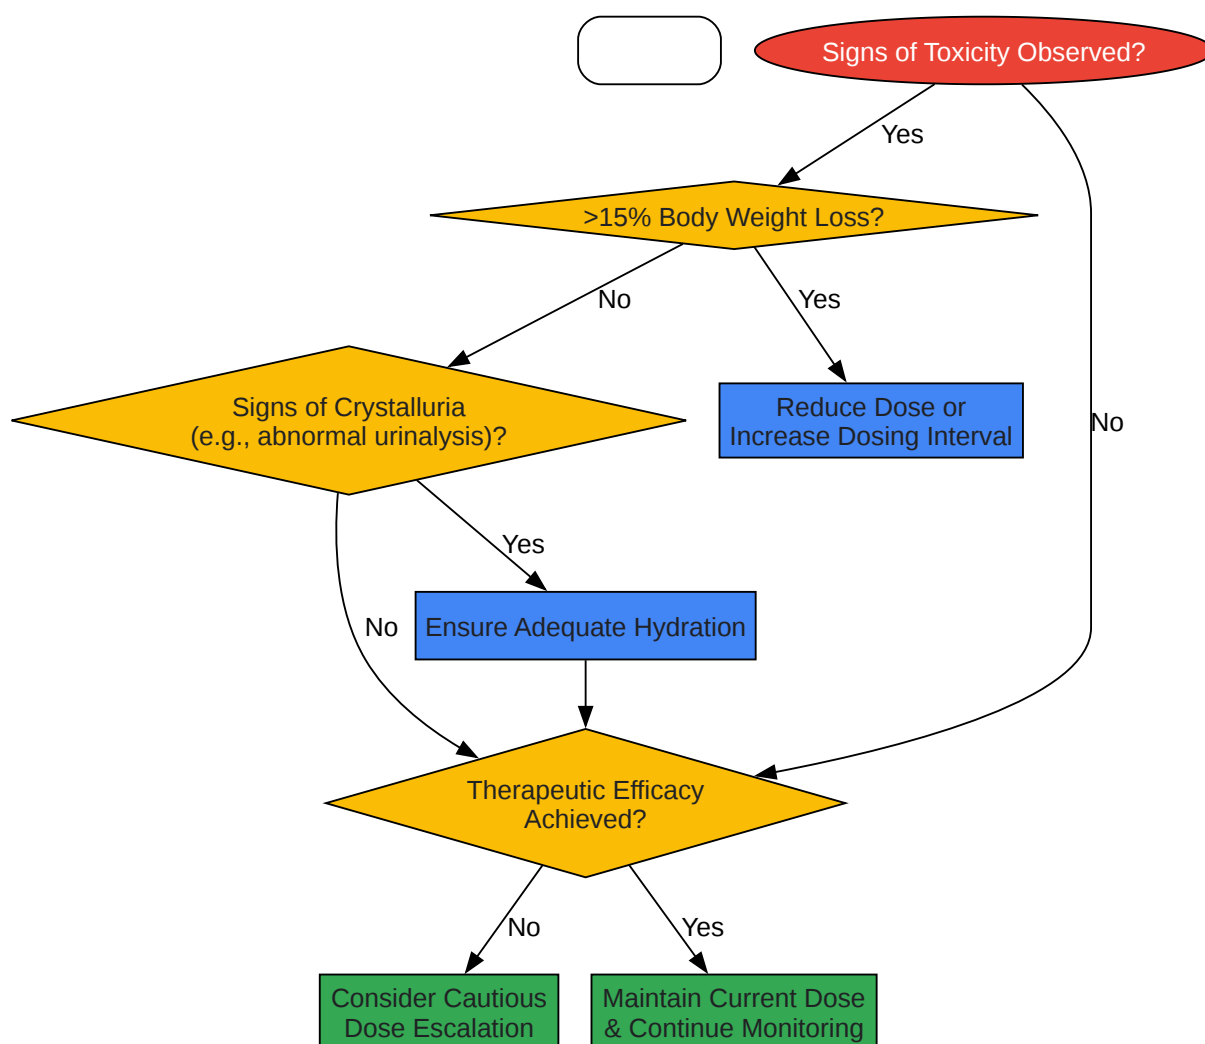 Signs of Toxicity Observed?
Yes
>15% Body Weight Loss?
No
Yes
Signs of Crystalluria
(e.g., abnormal urinalysis)?
Reduce Dose or
Increase Dosing Interval
No
Yes
No
Ensure Adequate Hydration
Therapeutic Efficacy
Achieved?
No
Yes
Consider Cautious
Dose Escalation
Maintain Current Dose
& Continue Monitoring